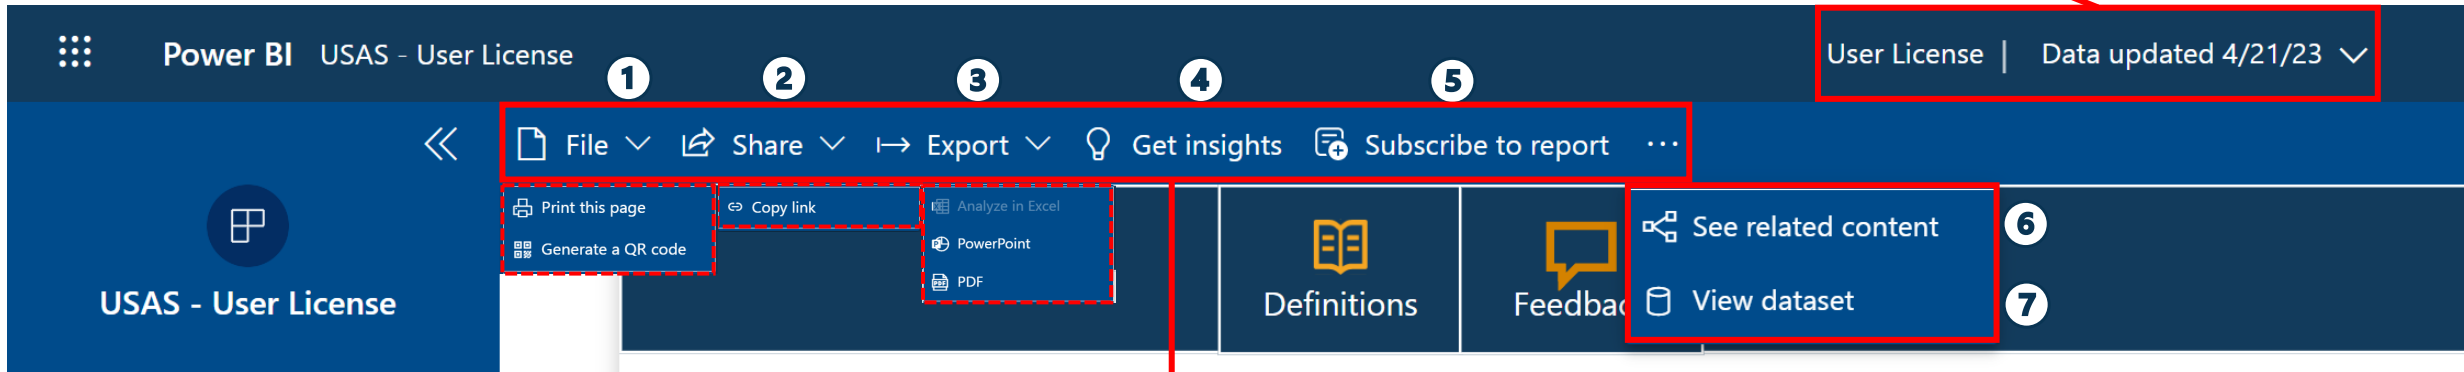 Power BI USAS - User License
User License | Data updated 4/21/23
1 2 3 4 5
File Share Export Get insights Subscribe to report ...
Print this page
Generate a QR code
Copy link
Analyze in Excel
PowerPoint
PDF
USAS - User License
Definitions
Feedbac
See related content 6
View dataset 7